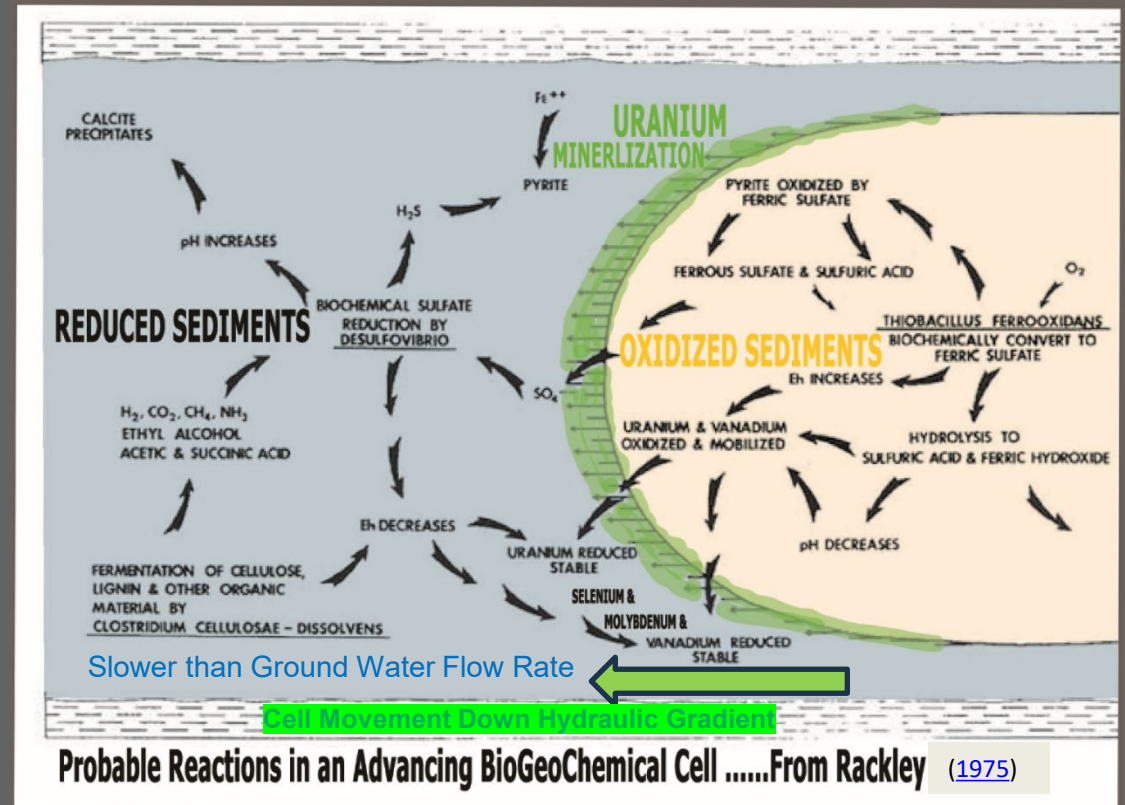 CALCITE
PRECIPITATES
Fe++
URANIUM
MINERLIZATION
PYRITE
PYRITE OXIDIZED BY
FERRIC SULFATE
H2S
pH INCREASES
FERROUS SULFATE & SULFURIC ACID
O2
REDUCED SEDIMENTS
BIOCHEMICAL SULFATE
REDUCTION BY
DESULFOVIBRIO
OXIDIZED SEDIMENTS
THIOBACILLUS FERROOXIDANS
BIOCHEMICALLY CONVERT TO
FERRIC SULFATE
Eh INCREASES
SO4
H2, CO2, CH4, NH3
ETHYL ALCOHOL
ACETIC & SUCCINIC ACID
URANIUM & VANADIUM
OXIDIZED & MOBILIZED
HYDROLYSIS TO
SULFURIC ACID & FERRIC HYDROXIDE
Eh DECREASES
URANIUM REDUCED
STABLE
pH DECREASES
FERMENTATION OF CELLULOSE,
LIGNIN & OTHER ORGANIC
MATERIAL BY
CLOSTRIDIUM CELLULOSAE - DISSOLVENS
SELENIUM &
MOLYBDENUM &
VANADIUM REDUCED
STABLE
Slower than Ground Water Flow Rate
Cell Movement Down Hydraulic Gradient
Probable Reactions in an Advancing BioGeoChemical Cell ......From Rackley (1975)